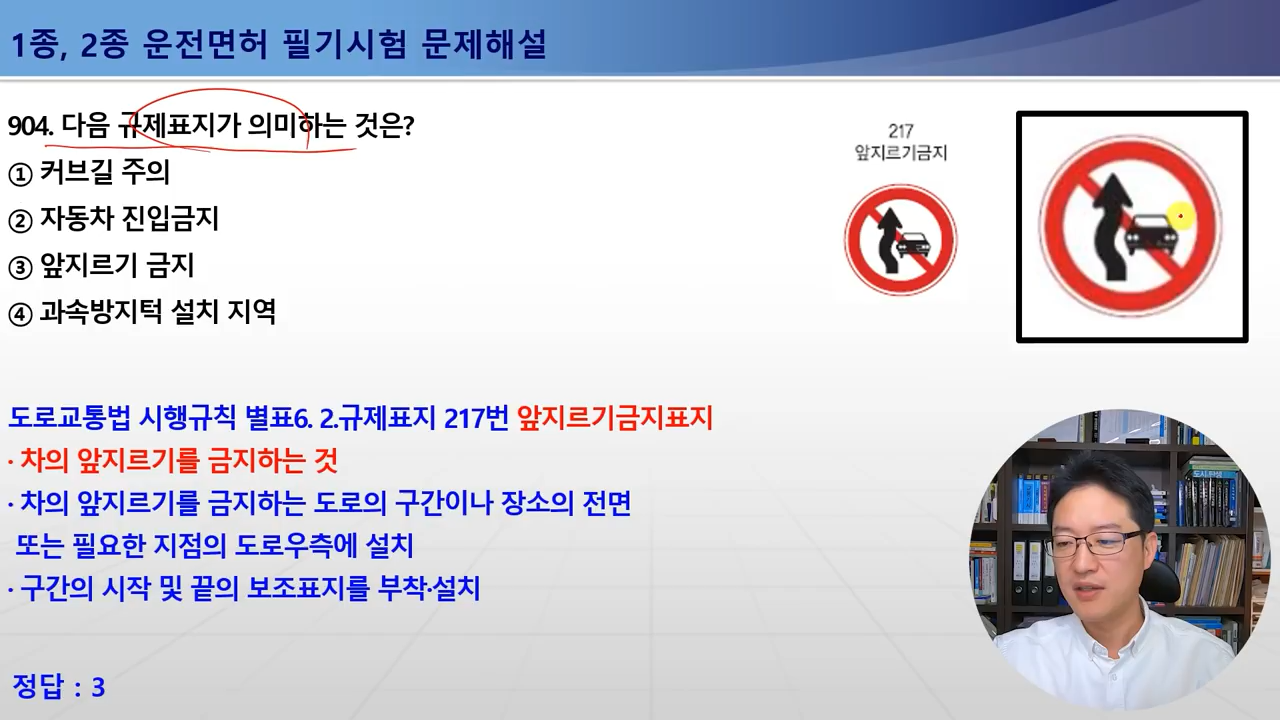 1종, 2종 운전면허 필기시험 문제해설
904. 다음 규제표지가 의미하는 것은?
① 커브길 주의
② 자동차 진입금지
③ 앞지르기 금지
④ 과속방지턱 설치 지역
217
앞지르기금지
도로교통법 시행규칙 별표6. 2.규제표지 217번 앞지르기금지표지
· 차의 앞지르기를 금지하는 것
· 차의 앞지르기를 금지하는 도로의 구간이나 장소의 전면
또는 필요한 지점의 도로우측에 설치
· 구간의 시작 및 끝의 보조표지를 부착·설치
정답 : 3